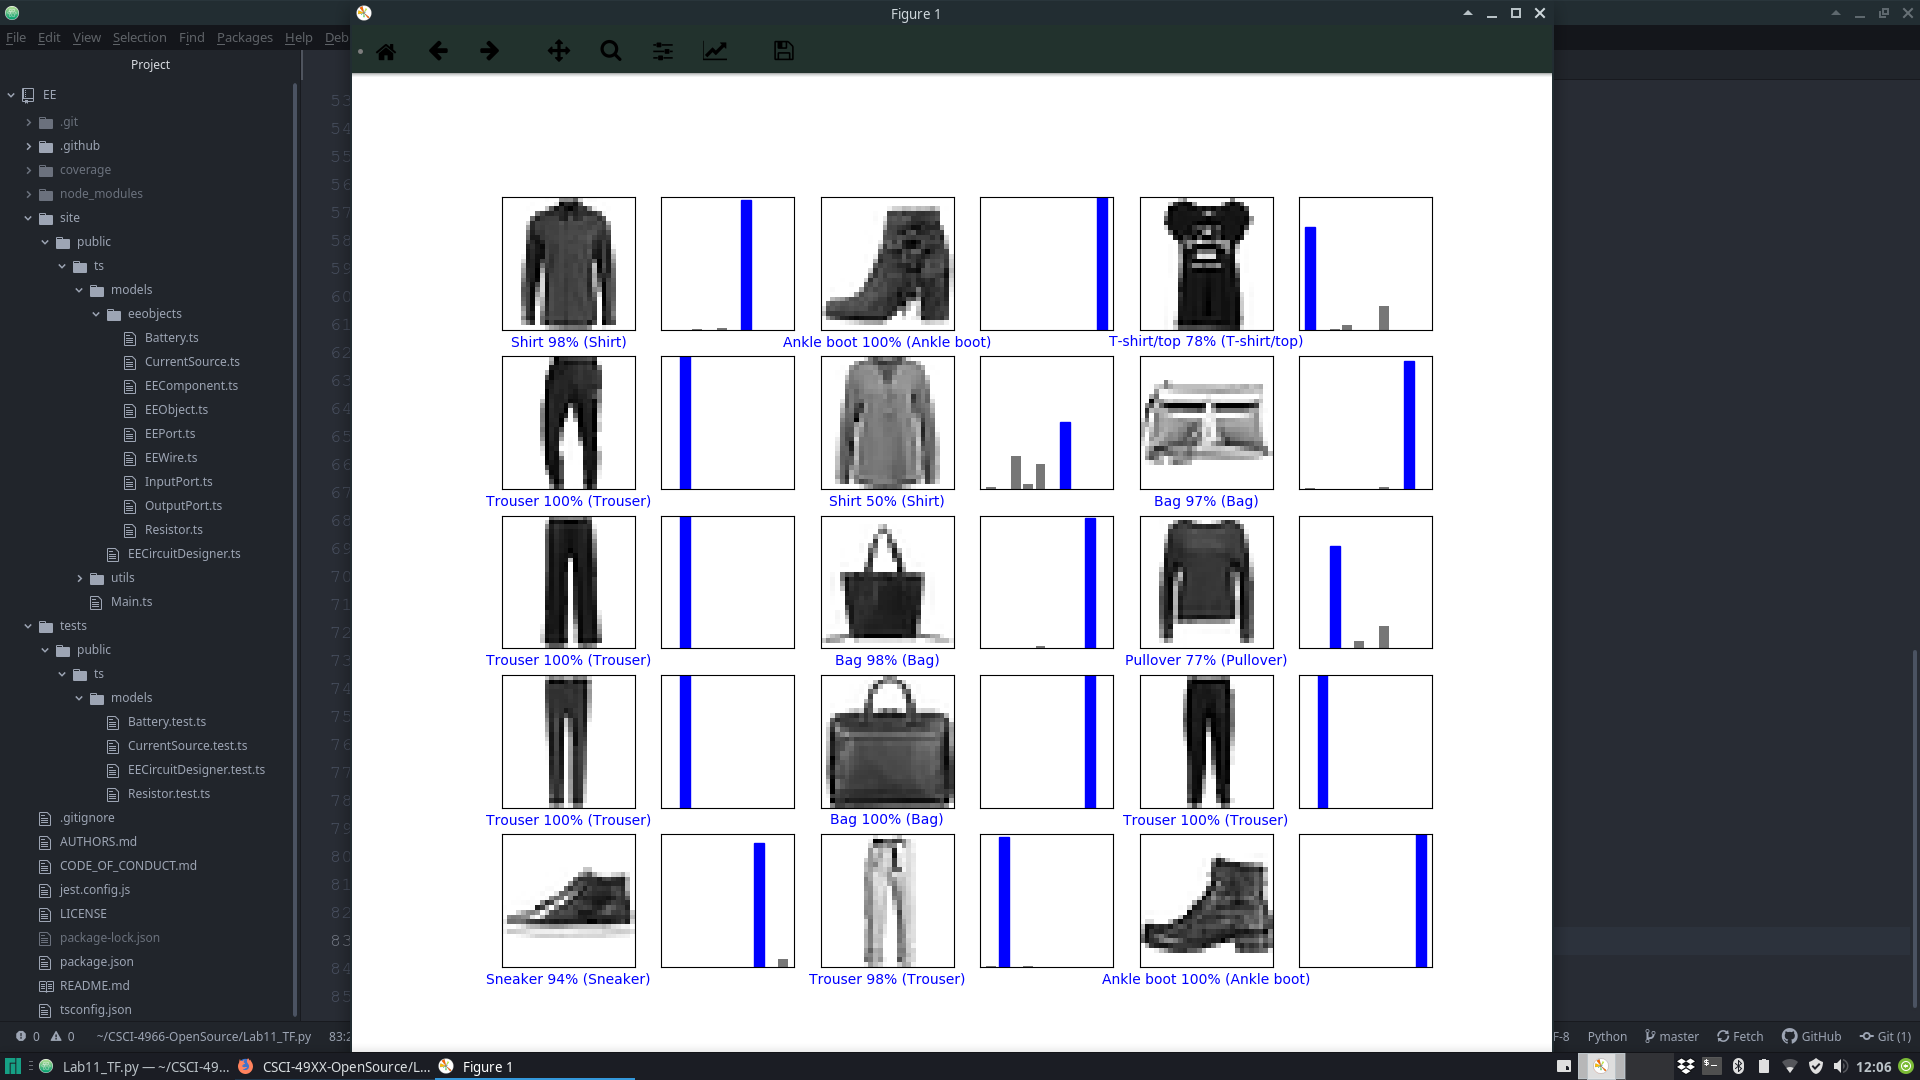 Figure 1
File Edit View Selection Find Packages Help Deb
Project
EE
.git
.github
coverage
node_modules
site
public
ts
models
eeobjects
Battery.ts
CurrentSource.ts
EEComponent.ts
EEObject.ts
EEPort.ts
EEWire.ts
InputPort.ts
OutputPort.ts
Resistor.ts
EECircuitDesigner.ts
utils
Main.ts
tests
public
ts
models
Battery.test.ts
CurrentSource.test.ts
EECircuitDesigner.test.ts
Resistor.test.ts
.gitignore
AUTHORS.md
CODE_OF_CONDUCT.md
jest.config.js
LICENSE
package-lock.json
package.json
README.md
tsconfig.json
53
54
55
56
57
58
59
60
61
62
63
64
65
66
67
68
69
70
71
72
73
74
75
76
77
78
79
80
81
82
83
84
85
Shirt 98% (Shirt) Ankle boot 100% (Ankle boot) T-shirt/top 78% (T-shirt/top)
Trouser 100% (Trouser) Shirt 50% (Shirt) Bag 97% (Bag)
Trouser 100% (Trouser) Bag 98% (Bag) Pullover 77% (Pullover)
Trouser 100% (Trouser) Bag 100% (Bag) Trouser 100% (Trouser)
Sneaker 94% (Sneaker) Trouser 98% (Trouser) Ankle boot 100% (Ankle boot)
0 0 ~/CSCI-4966-OpenSource/Lab11_TF.py 83:2 F-8 Python master Fetch GitHub Git (1)
Lab11_TF.py — ~/CSCI-49... CSCI-49XX-OpenSource/L... Figure 1 12:06